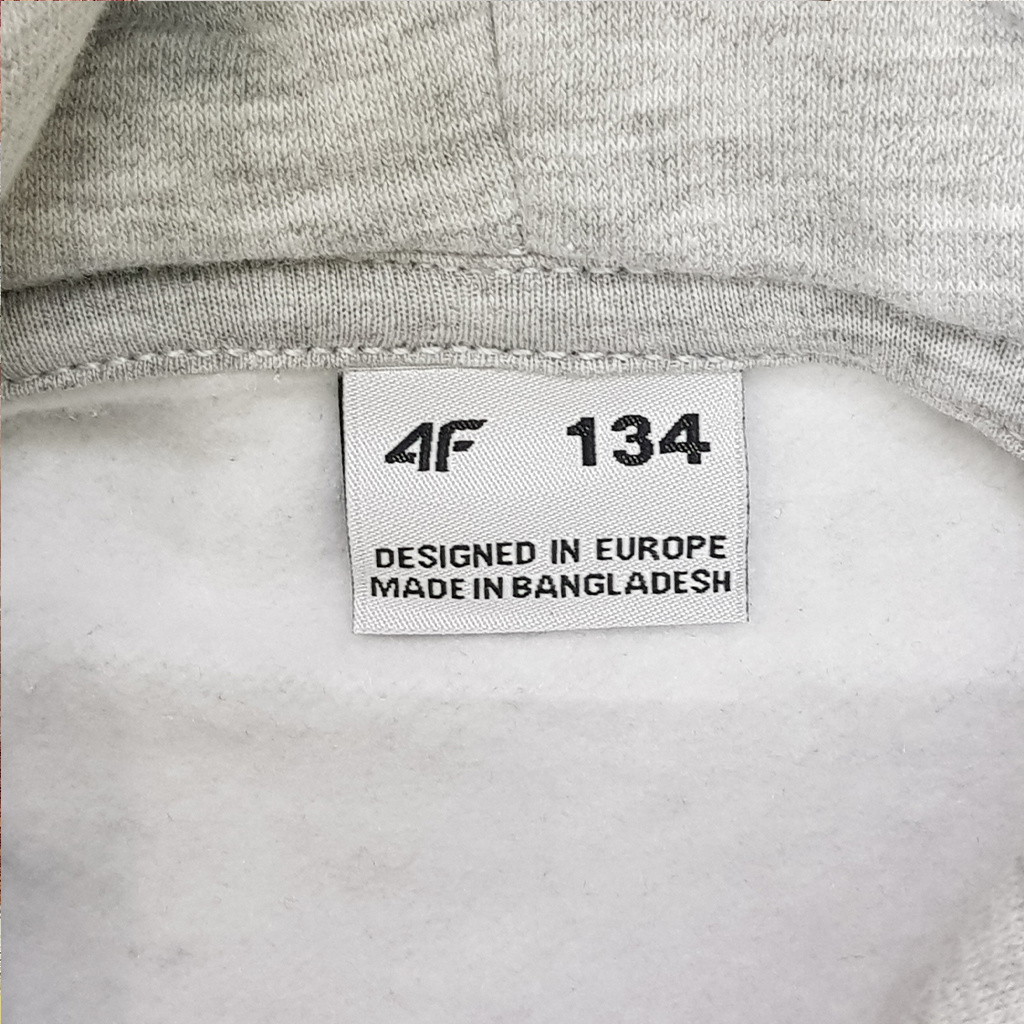 4F 134
DESIGNED IN EUROPE
MADE IN BANGLADESH